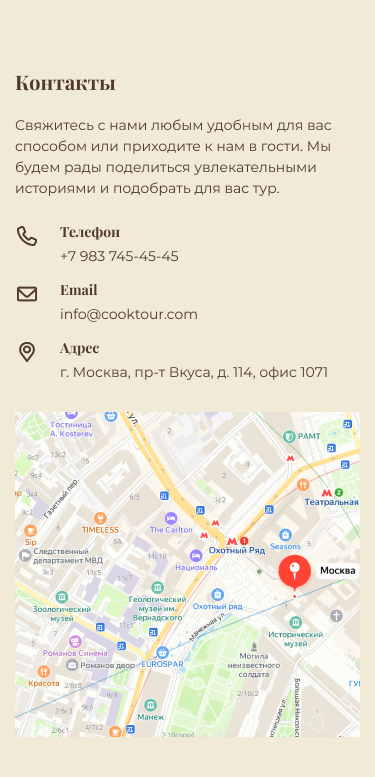 Контакты
Свяжитесь с нами любым удобным для вас
способом или приходите к нам в гости. Мы
будем рады поделиться увлекательными
историями и подобрать для вас тур.
Телефон
+7 983 745-45-45
Email
info@cooktour.com
Адрес
г. Москва, пр-т Вкуса, д. 114, офис 1071
Гостиница
A. Kosterev
РАМТ
Газетный пер.
Театральная
TIMELESS
The Carlton
Sip
Следственный
департамент МВД
Охотный Ряд
Seasons
Националь
Москва
Зоологический
музей
Геологический
музей им.
Вернадского
Охотный ряд
Манежная ул.
Исторический
музей
Романов Синема
Романов двор
EUROSPAR
Могила
неизвестного
солдата
Красота
Манеж
ГУ